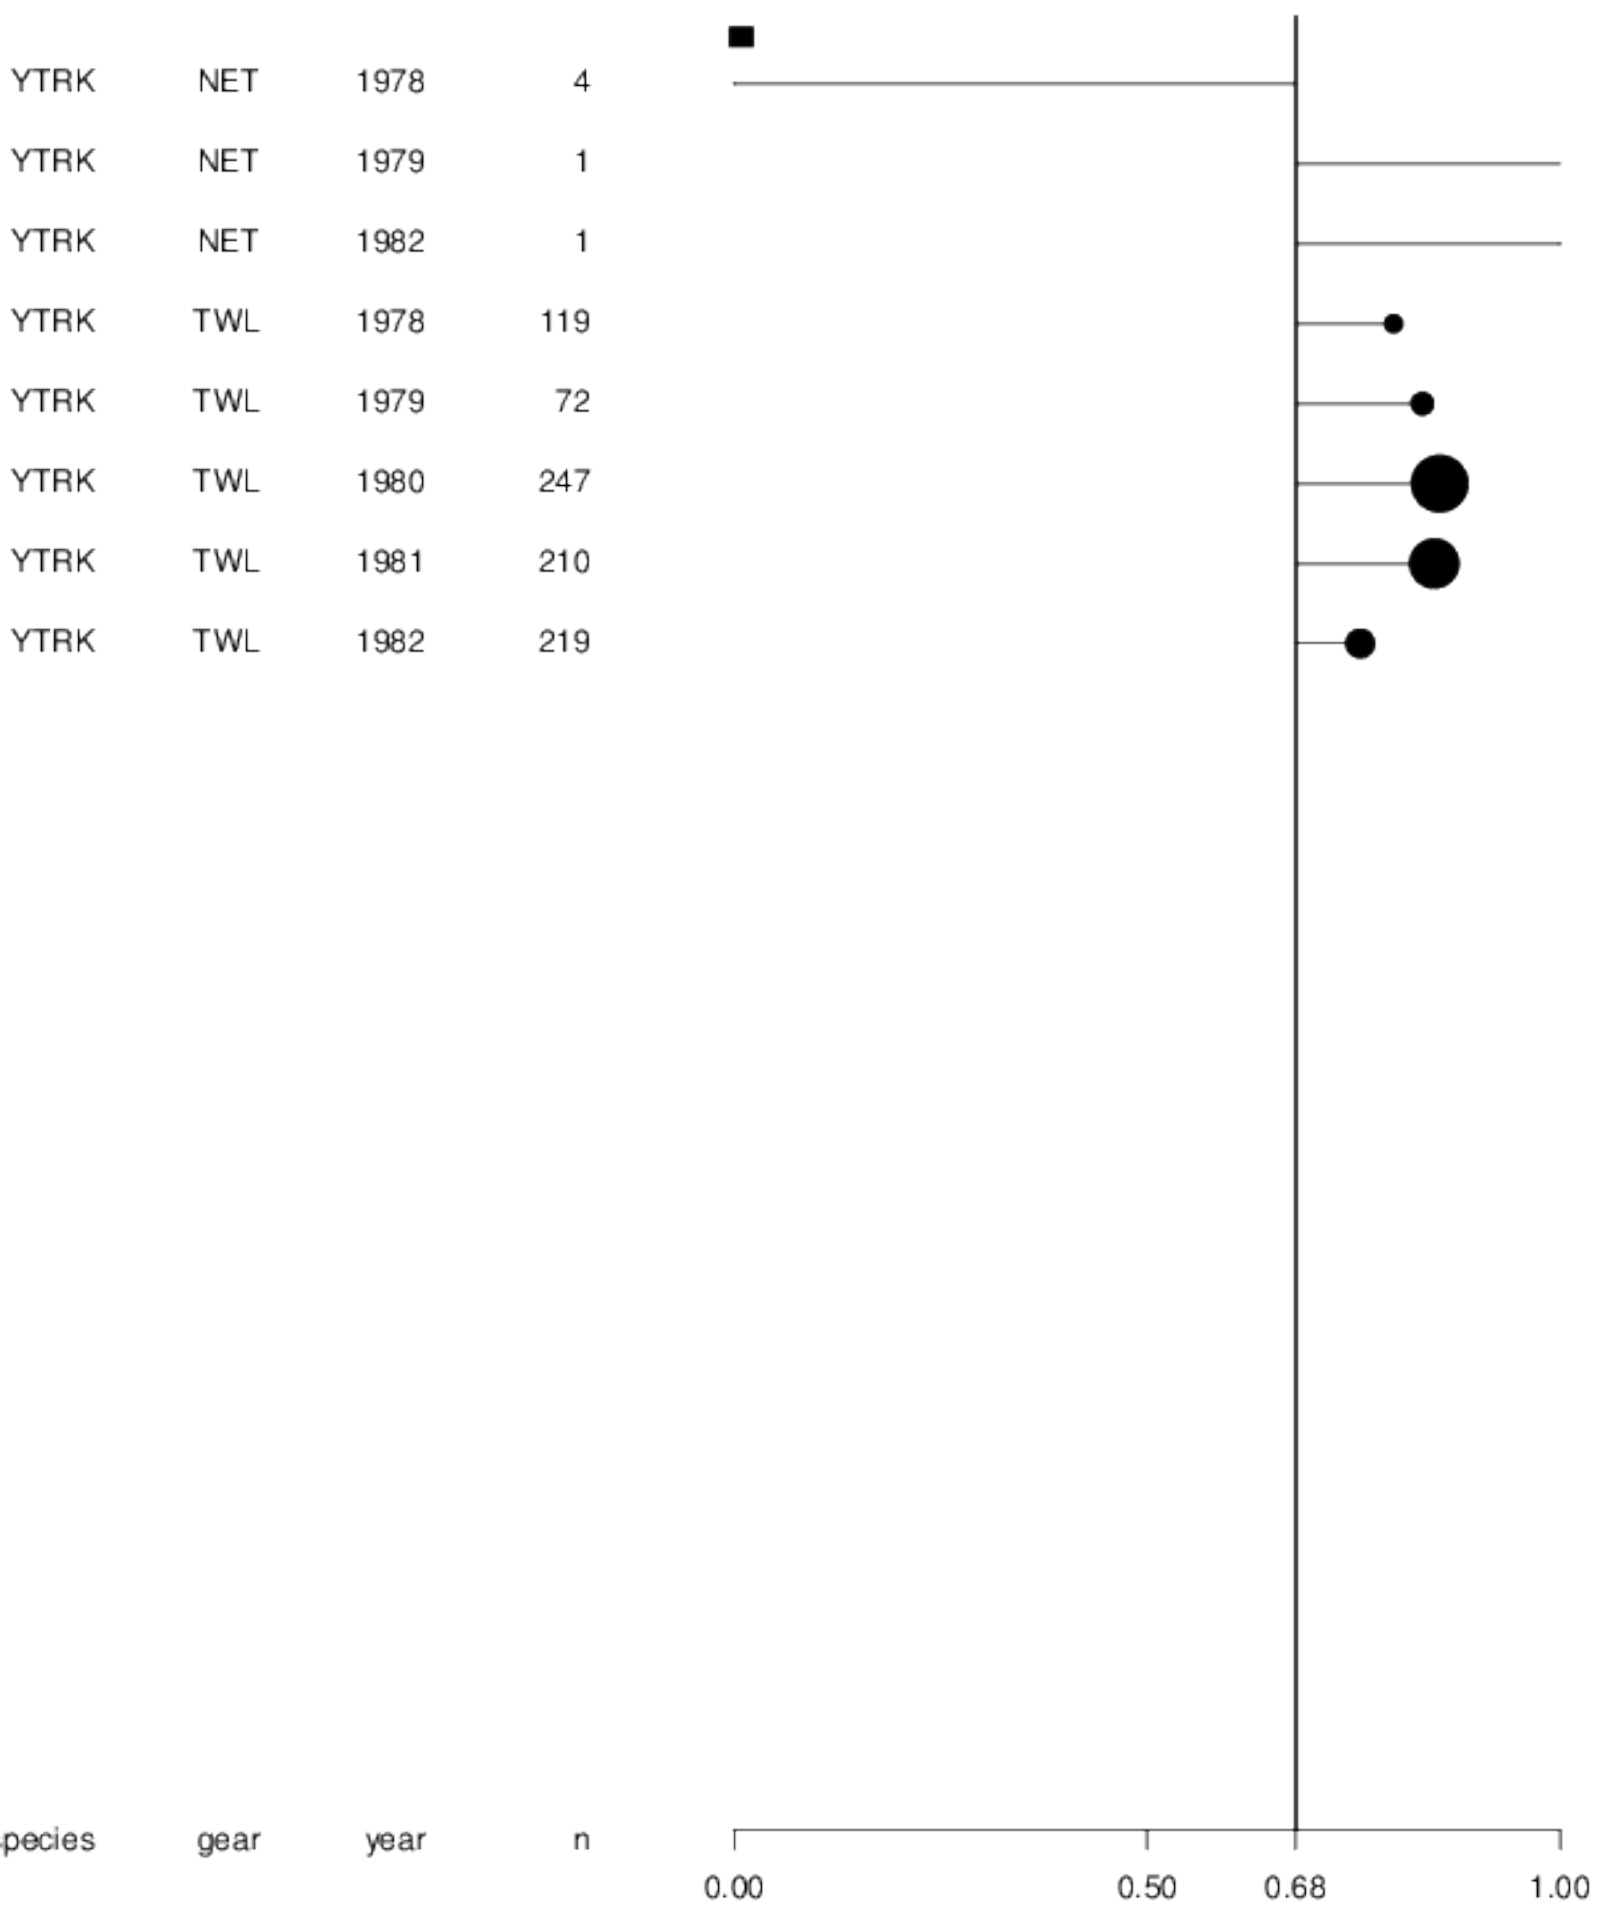 YTRK NET 1978 4
YTRK NET 1979 1
YTRK NET 1982 1
YTRK TWL 1978 119
YTRK TWL 1979 72
YTRK TWL 1980 247
YTRK TWL 1981 210
YTRK TWL 1982 219
pecies gear year n
0.00 0.50 0.68 1.00